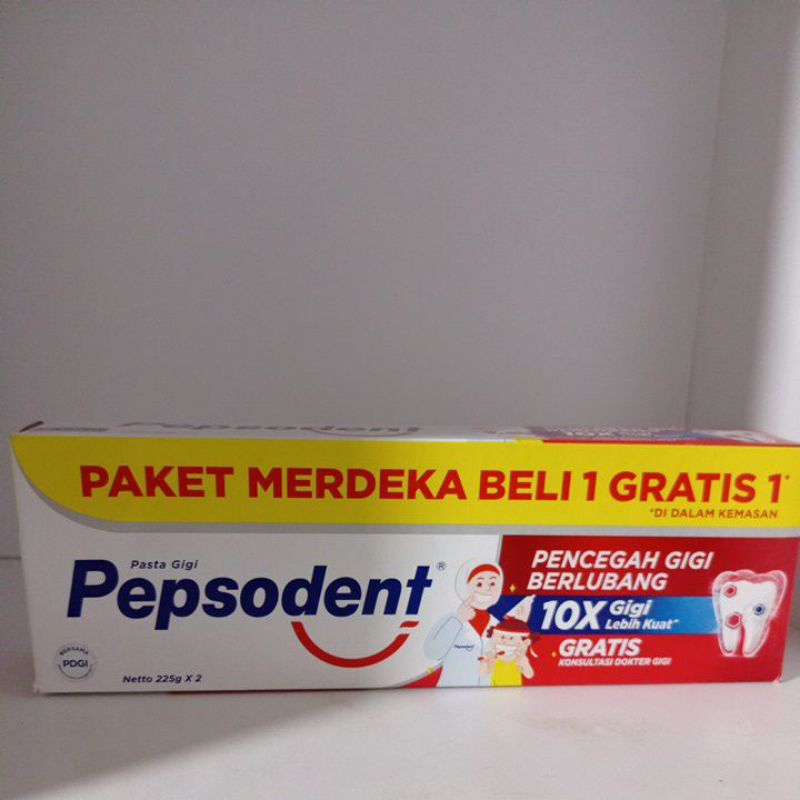 PAKET MERDEKA BELI 1 GRATIS 1*
*DI DALAM KEMASAN
Pasta Gigi
Pepsodent®
BERSAMA
PDGI
Netto 225g X 2
PENCEGAH GIGI
BERLUBANG
10X Gigi
Lebih Kuat^
GRATIS
KONSULTASI DOKTER GIGI
Pepsodent